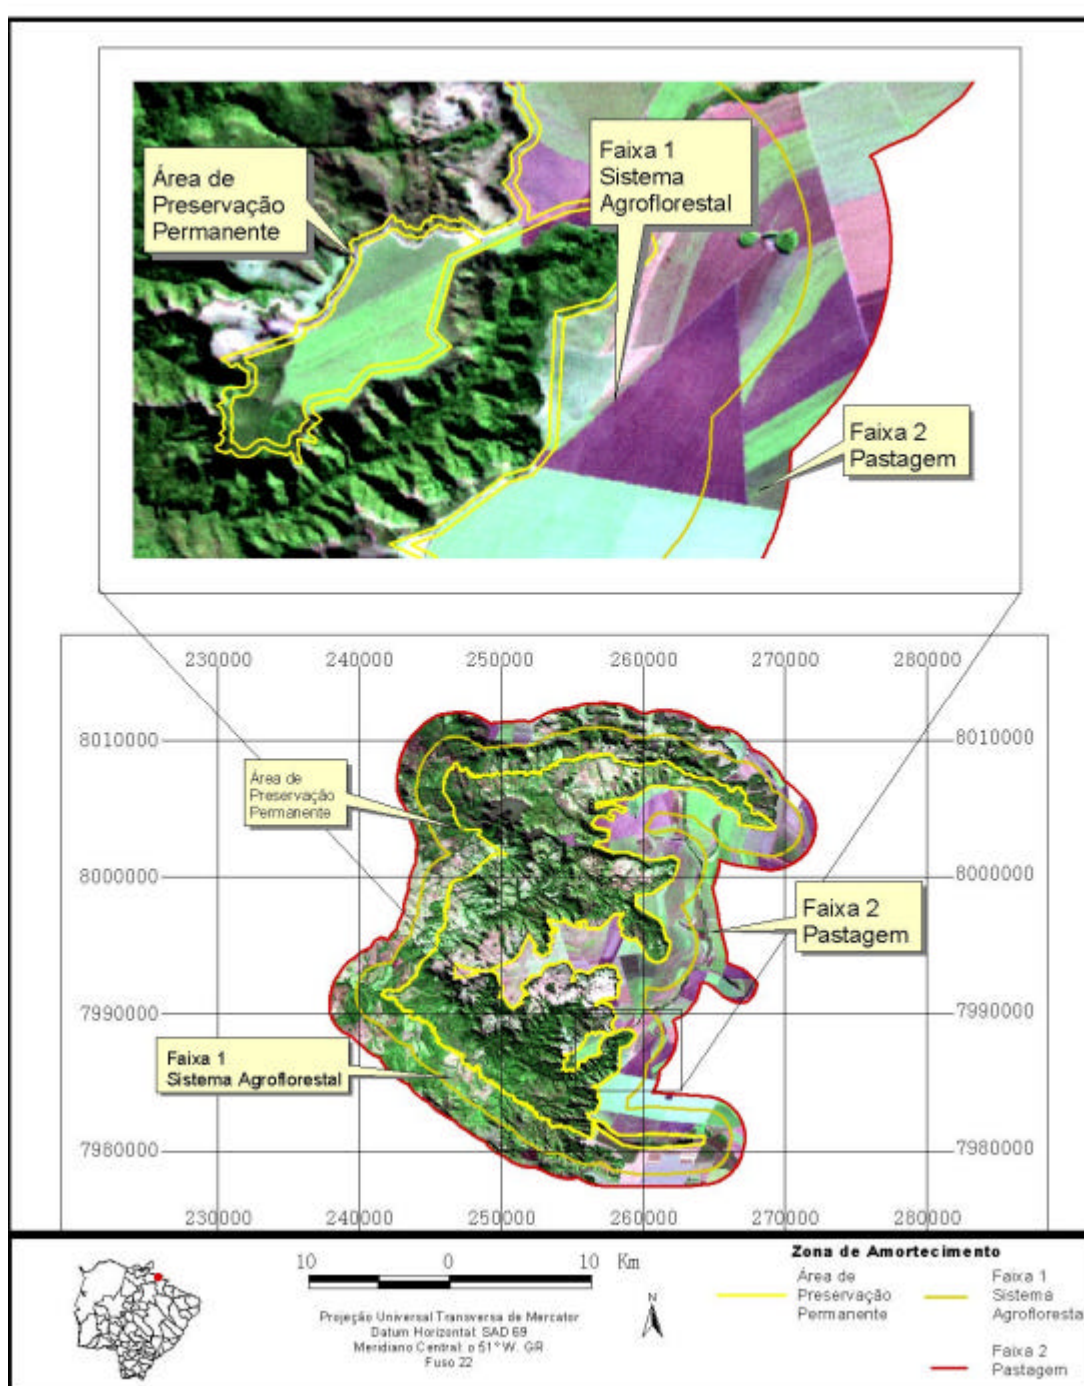 Área de
Preservação
Permanente
Faixa 1
Sistema
Agroflorestal
Faixa 2
Pastagem
230000 240000 250000 260000 270000 280000
8010000 8010000
Área de
Preservação
Permanente
8000000 8000000
Faixa 2
Pastagem
7990000 7990000
Faixa 1
Sistema Agroflorestal
7980000 7980000
230000 240000 250000 260000 270000 280000
10 0 10 Km
Projeção Universal Transversa de Mercator
Datum Horizontal: SAD 69
Meridiano Central: o 51° W. GR
Fuso 22
N
Zona de Amortecimento
Área de
Preservação
Permanente
Faixa 1
Sistema
Agrofloresta
Faixa 2
Pastagem